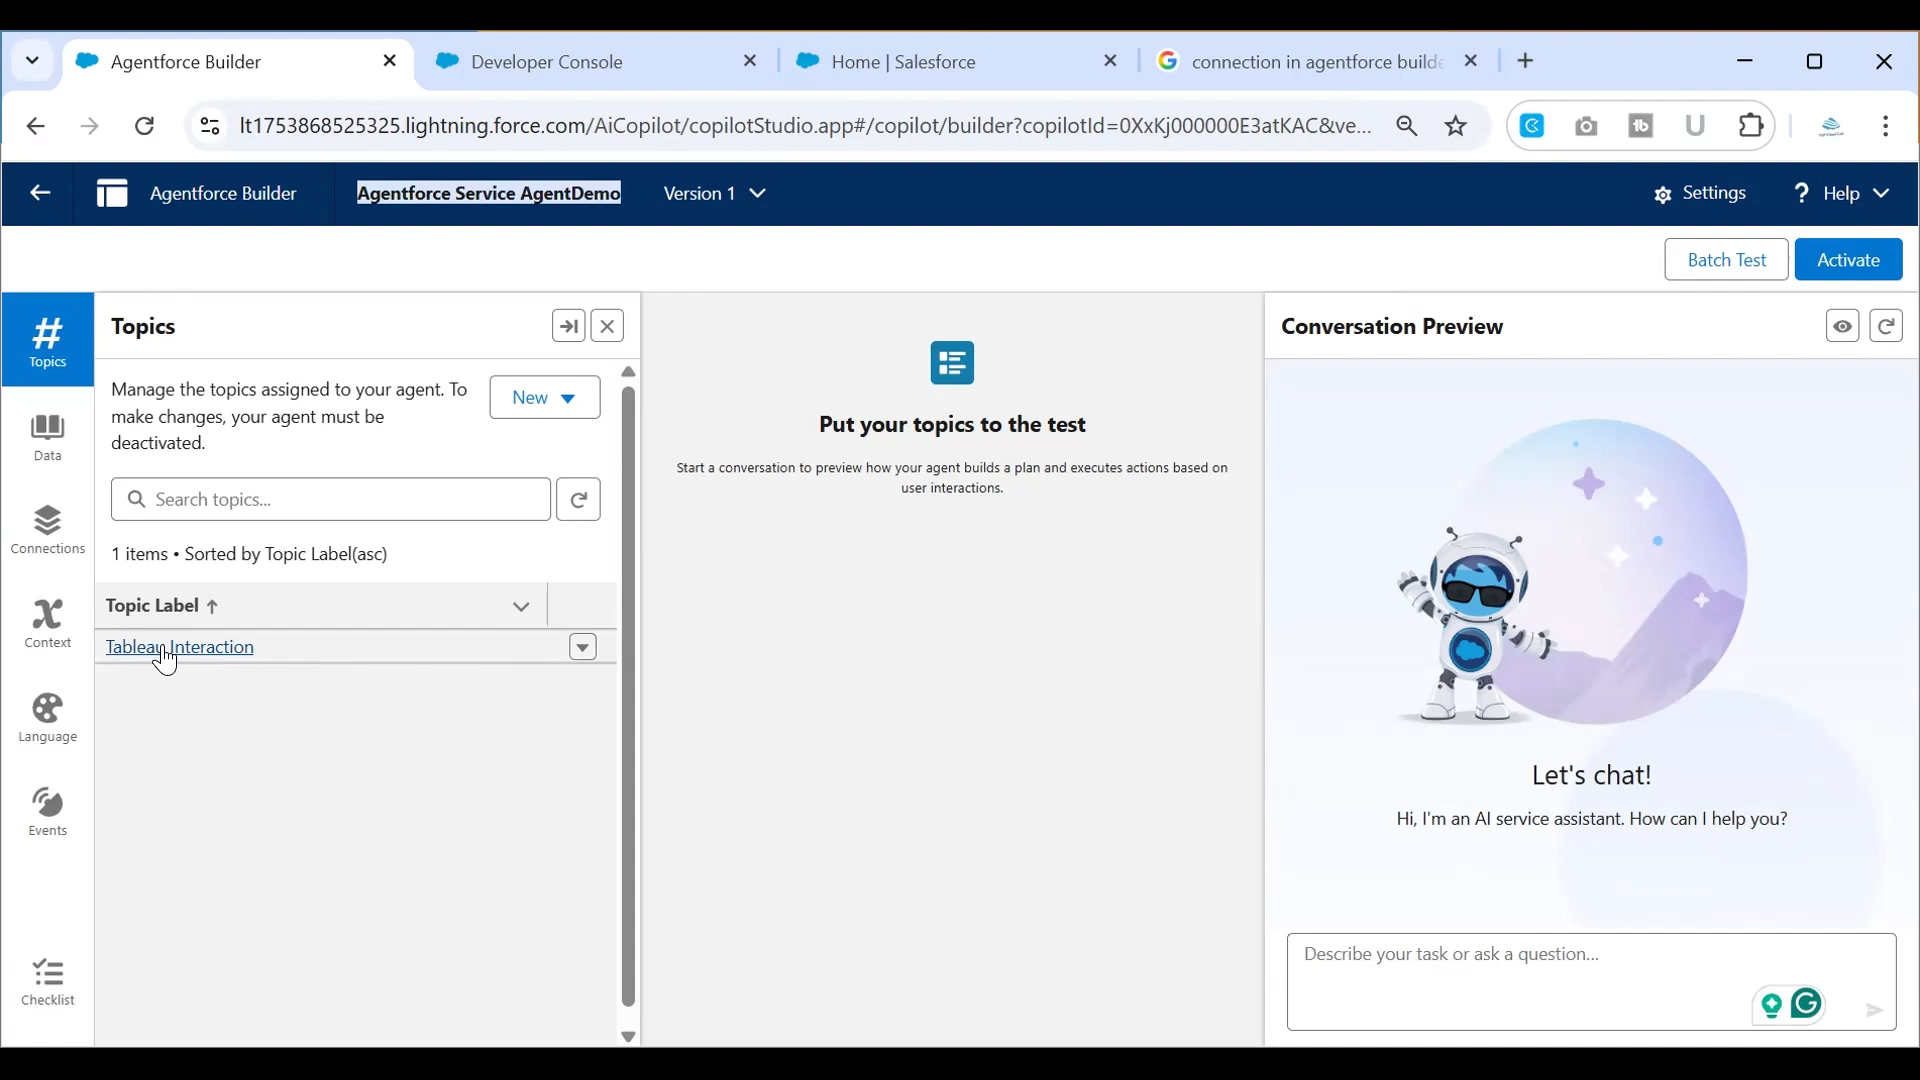 Agentforce Builder
Developer Console
Home | Salesforce
connection in agentforce builde
lt1753868525325.lightning.force.com/AiCopilot/copilotStudio.app#/copilot/builder?copilotId=0XxKj000000E3atKAC&ve...
Agentforce Builder
Agentforce Service AgentDemo
Version 1
Settings
? Help
Batch Test
Activate
Topics
Data
Connections
Context
Language
Events
Checklist
Topics
Manage the topics assigned to your agent. To
make changes, your agent must be
deactivated.
New
Search topics...
1 items • Sorted by Topic Label(asc)
Topic Label ↑
Tableau Interaction
Put your topics to the test
Start a conversation to preview how your agent builds a plan and executes actions based on
user interactions.
Conversation Preview
Let's chat!
Hi, I'm an AI service assistant. How can I help you?
Describe your task or ask a question...